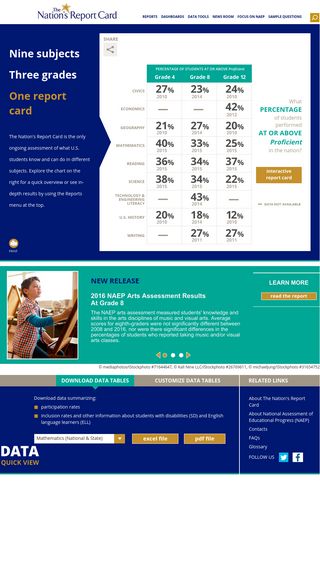 The
Nation's Report Card
REPORTS DASHBOARDS DATA TOOLS NEWS ROOM FOCUS ON NAEP SAMPLE QUESTIONS
Nine subjects
Three grades
One report
card
The Nation's Report Card is the only
ongoing assessment of what U.S.
students know and can do in different
subjects. Explore the chart on the
right for a quick overview or see in-
depth results by using the Reports
menu at the top.
SHARE
PERCENTAGE OF STUDENTS AT OR ABOVE Proficient
Grade 4 Grade 8 Grade 12
CIVICS 27% 23% 24%
2010 2014 2010
ECONOMICS — — 42%
2012
GEOGRAPHY 21% 27% 20%
2010 2014 2010
MATHEMATICS 40% 33% 25%
2015 2015 2015
READING 36% 34% 37%
2015 2015 2015
SCIENCE 38% 34% 22%
2015 2015 2015
TECHNOLOGY &
ENGINEERING
LITERACY — 43% —
2014
U.S. HISTORY 20% 18% 12%
2010 2014 2010
WRITING — 27% 27%
2011 2011
What
PERCENTAGE
of students
performed
AT OR ABOVE
Proficient
in the nation?
interactive
report card
— DATA NOT AVAILABLE
NEW RELEASE
2016 NAEP Arts Assessment Results
At Grade 8
The NAEP arts assessment measured students' knowledge and
skills in the arts disciplines of music and visual arts. Average
scores for eighth-graders were not significantly different between
2008 and 2016, nor were there significant differences in the
percentages of students who reported taking music and/or visual
arts classes.
LEARN MORE
read the report
© mediaphotos/iStockphoto #71644647, © Kali Nine LLC/iStockphoto #26769811, © michaeljung/iStockphoto #31654752
DOWNLOAD DATA TABLES CUSTOMIZE DATA TABLES RELATED LINKS
Download data summarizing:
participation rates
inclusion rates and other information about students with disabilities (SD) and English
language learners (ELL)
Mathematics (National & State) excel file pdf file
DATA
QUICK VIEW
About The Nation's Report
Card
About National Assessment of
Educational Progress (NAEP)
Contacts
FAQs
Glossary
FOLLOW US